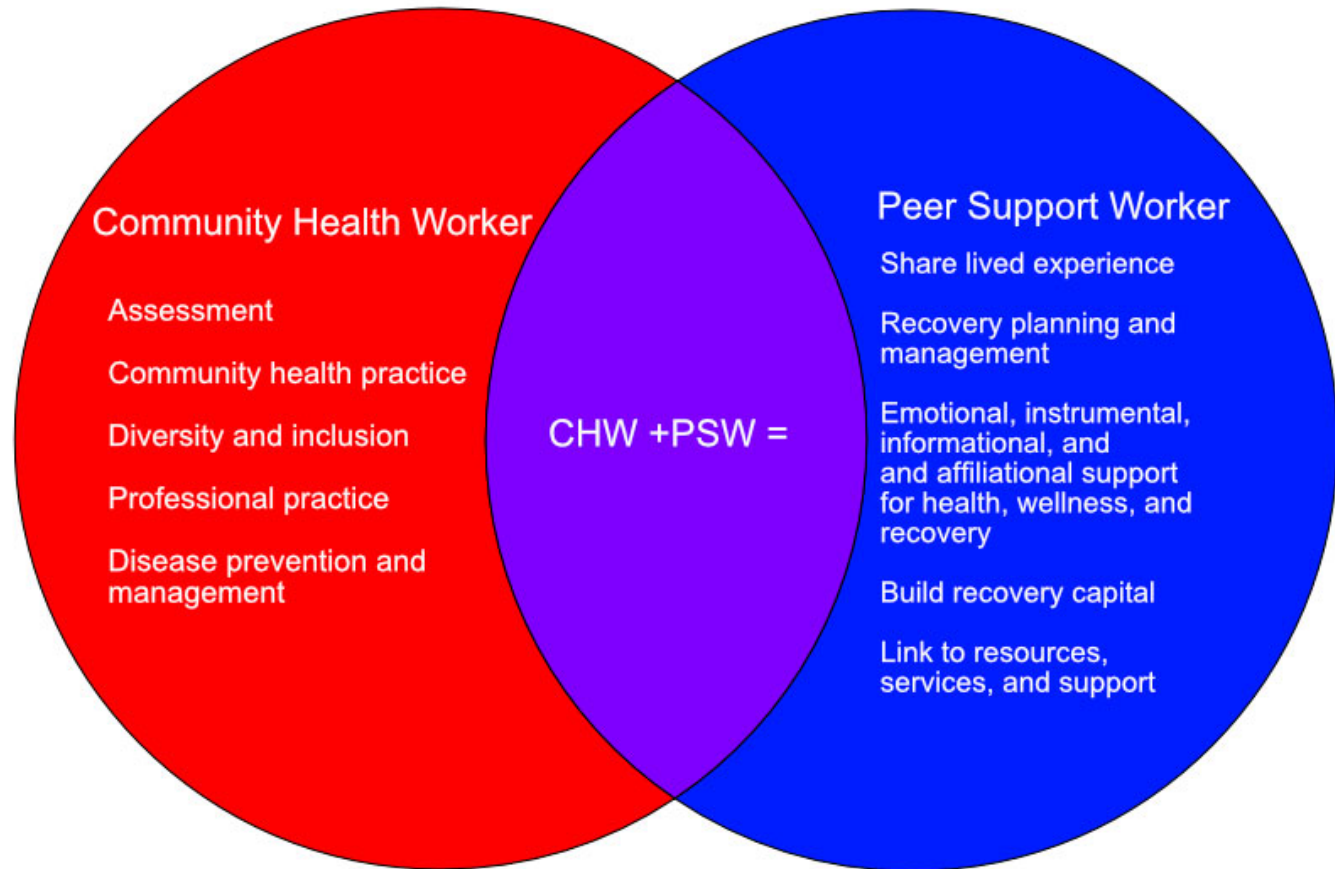 Community Health Worker
Assessment
Community health practice
Diversity and inclusion
Professional practice
Disease prevention and
management
CHW +PSW =
Peer Support Worker
Share lived experience
Recovery planning and
management
Emotional, instrumental,
informational, and
and affiliational support
for health, wellness, and
recovery
Build recovery capital
Link to resources,
services, and support